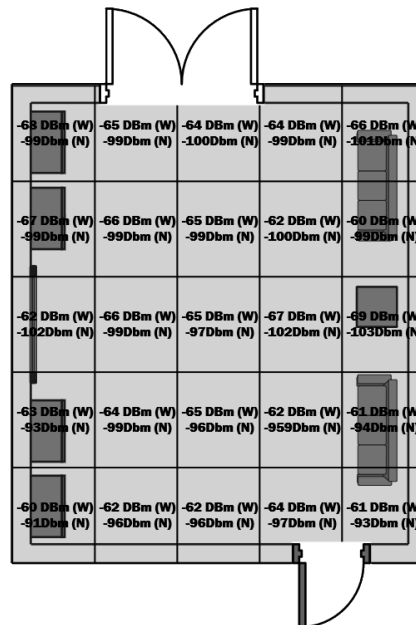 -68 DBm (W) -65 DBm (W) -64 DBm (W) -64 DBm (W) -66 DBm (W)
-99Dbm (N) -99Dbm (N) -100Dbm (N) -99Dbm (N) -101Dbm (N)
-67 DBm (W) -66 DBm (W) -65 DBm (W) -62 DBm (W) -60 DBm (W)
-99Dbm (N) -99Dbm (N) -99Dbm (N) -100Dbm (N) -99Dbm (N)
-62 DBm (W) -66 DBm (W) -65 DBm (W) -67 DBm (W) -69 DBm (W)
-102Dbm (N) -99Dbm (N) -97Dbm (N) -102Dbm (N) -103Dbm (N)
-63 DBm (W) -64 DBm (W) -65 DBm (W) -62 DBm (W) -61 DBm (W)
-93Dbm (N) -99Dbm (N) -96Dbm (N) -959Dbm (N) -94Dbm (N)
-60 DBm (W) -62 DBm (W) -62 DBm (W) -64 DBm (W) -61 DBm (W)
-91Dbm (N) -96Dbm (N) -96Dbm (N) -97Dbm (N) -93Dbm (N)